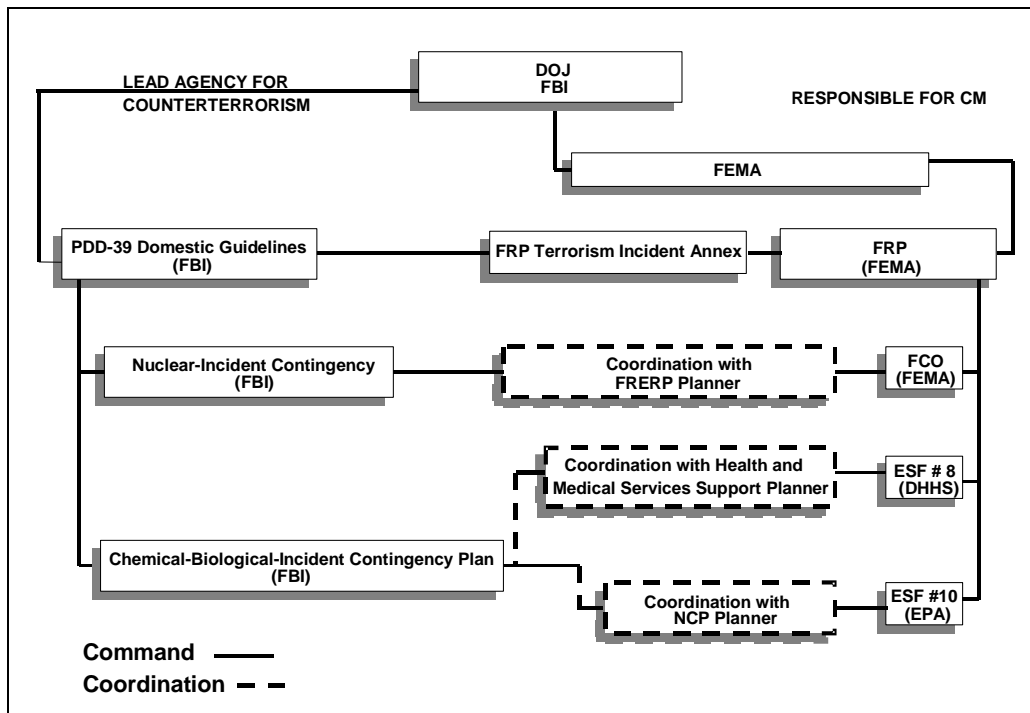 DOJ
FBI
LEAD AGENCY FOR
COUNTERTERRORISM
RESPONSIBLE FOR CM
FEMA
PDD-39 Domestic Guidelines
(FBI)
FRP Terrorism Incident Annex
FRP
(FEMA)
Nuclear-Incident Contingency
(FBI)
Coordination with
FRERP Planner
FCO
(FEMA)
Coordination with Health and
Medical Services Support Planner
ESF # 8
(DHHS)
Chemical-Biological-Incident Contingency Plan
(FBI)
Coordination with
NCP Planner
ESF #10
(EPA)
Command
Coordination